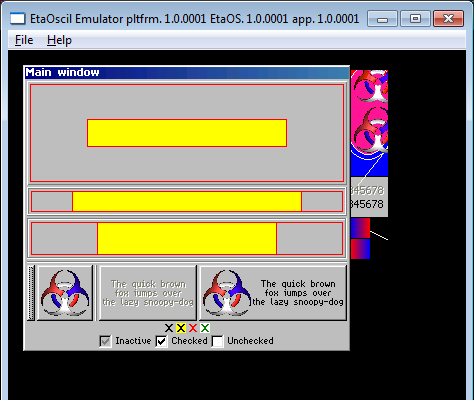 EtaOscil Emulator pltfrm. 1.0.0001 EtaOS. 1.0.0001 app. 1.0.0001
File Help
Main window
345678
345678
The quick brown
fox jumps over
the lazy snoopy-dog
The quick brown
fox jumps over
the lazy snoopy-dog
X X X X
Inactive Checked Unchecked